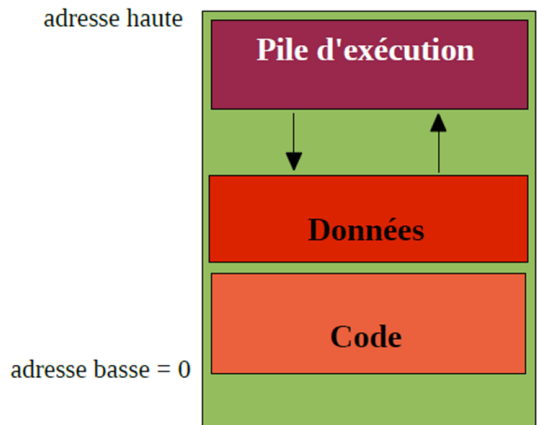 adresse haute
Pile d'exécution
Données
Code
adresse basse = 0